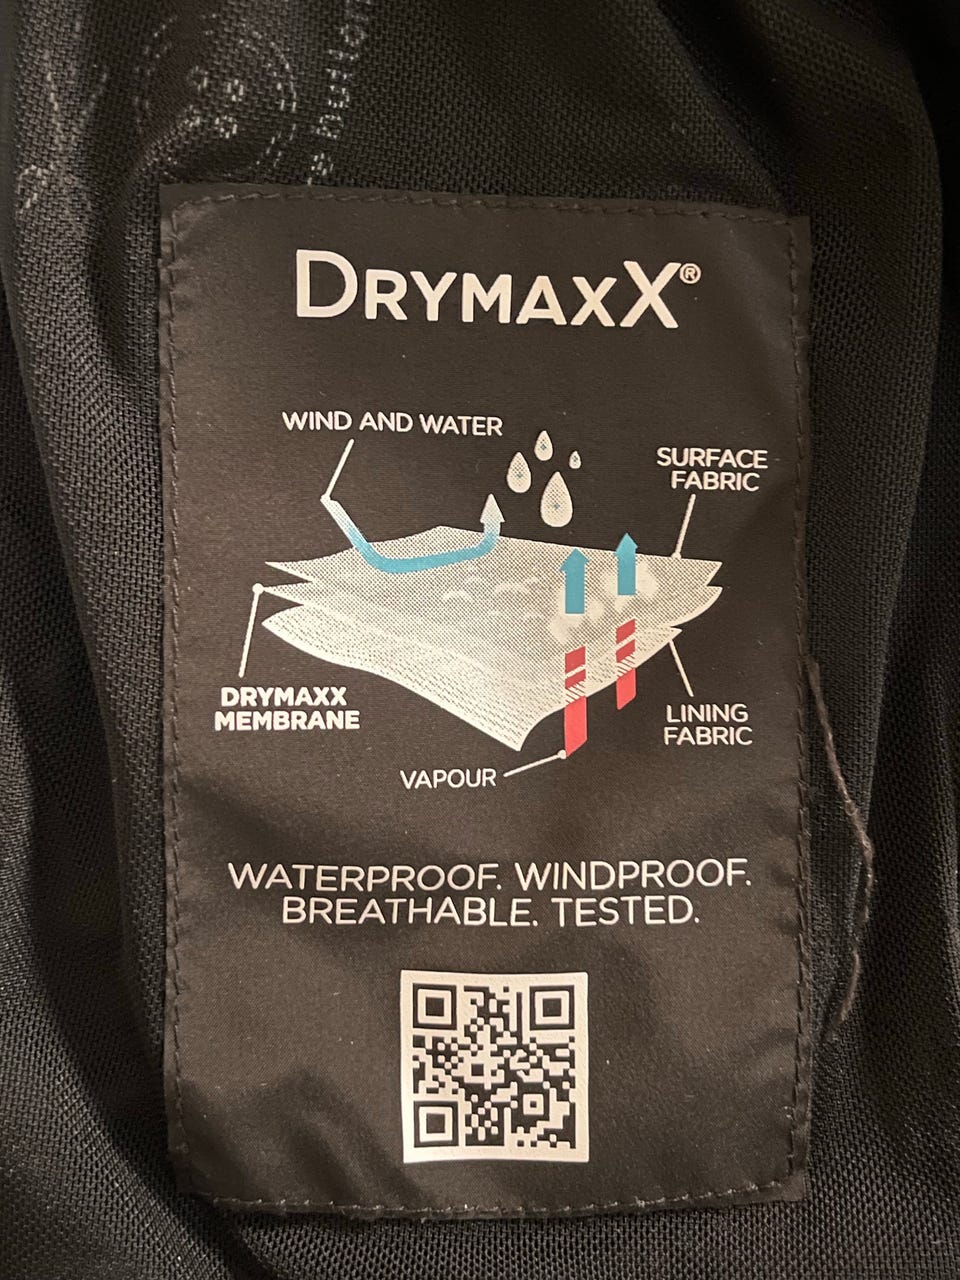 DRYMAXX®
WIND AND WATER
SURFACE
FABRIC
DRYMAXX
MEMBRANE
LINING
FABRIC
VAPOUR
WATERPROOF. WINDPROOF.
BREATHABLE. TESTED.